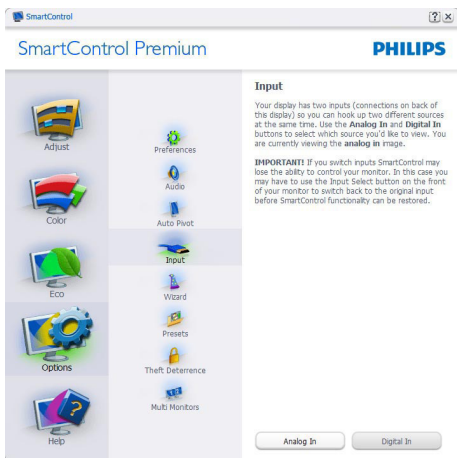 SmartControl
SmartControl Premium
PHILIPS
Adjust
Color
Eco
Options
Help
Preferences
Audio
Auto Pivot
Input
Wizard
Presets
Theft Deterrence
Multi Monitors
Input
Your display has two inputs (connections on back of
this display) so you can hook up two different sources
at the same time. Use the Analog In and Digital In
buttons to select which source you'd like to view. You
are currently viewing the analog in image.
IMPORTANT! If you switch inputs SmartControl may
lose the ability to control your monitor. In this case you
may have to use the Input Select button on the front
of your monitor to switch back to the original input
before SmartControl functionality can be restored.
Analog In
Digital In